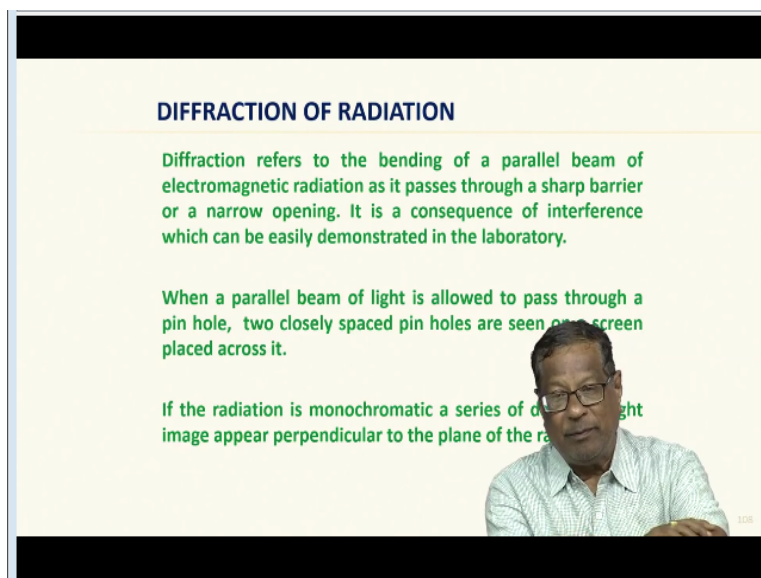 DIFFRACTION OF RADIATION
Diffraction refers to the bending of a parallel beam of
electromagnetic radiation as it passes through a sharp barrier
or a narrow opening. It is a consequence of interference
which can be easily demonstrated in the laboratory.
When a parallel beam of light is allowed to pass through a
pin hole, two closely spaced pin holes are seen screen
placed across it.
If the radiation is monochromatic a series of
image appear perpendicular to the plane of the
106